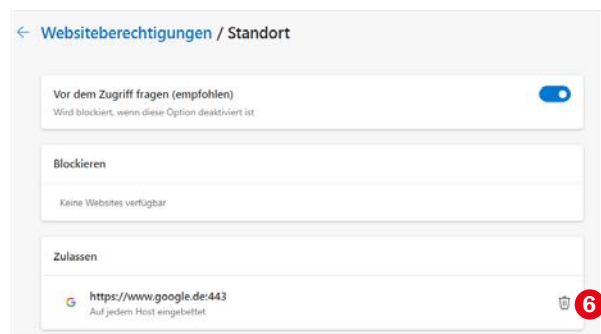 Websiteberechtigungen / Standort
Vor dem Zugriff fragen (empfohlen)
Wird blockiert, wenn diese Option deaktiviert ist
Blockieren
Keine Websites verfügbar
Zulassen
https://www.google.de:443
Auf jedem Host eingebettet
6